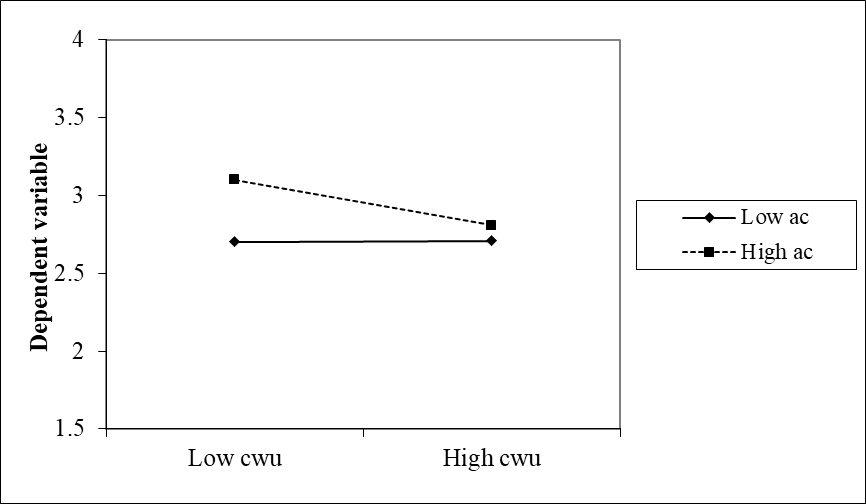 4
3.5
3
2.5
2
1.5
Dependent variable
Low cwu
High cwu
Low ac
High ac